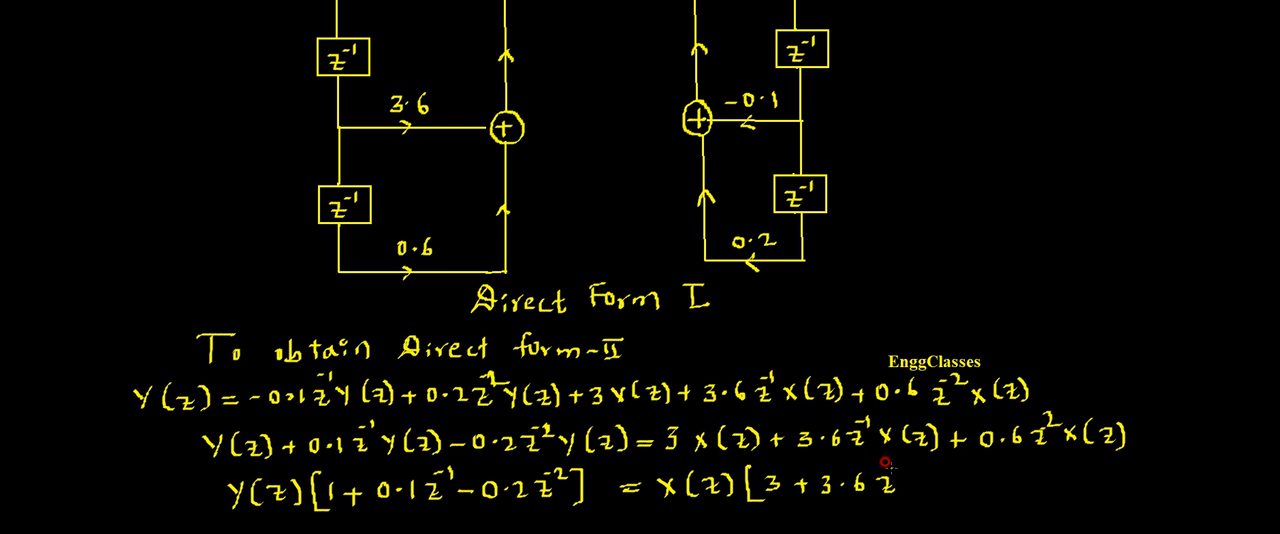 z⁻¹ z⁻¹
3.6 -0.1
+ +
z⁻¹ z⁻¹
0.6 0.2
Direct Form I
To obtain Direct form-II
EnggClasses
Y(z) = -0.1z⁻¹Y(z) + 0.2z⁻²Y(z) + 3X(z) + 3.6z⁻¹X(z) + 0.6z⁻²X(z)
Y(z) + 0.1z⁻¹Y(z) - 0.2z⁻²Y(z) = 3X(z) + 3.6z⁻¹X(z) + 0.6z⁻²X(z)
Y(z)[1 + 0.1z⁻¹ - 0.2z⁻²] = X(z)[3 + 3.6z